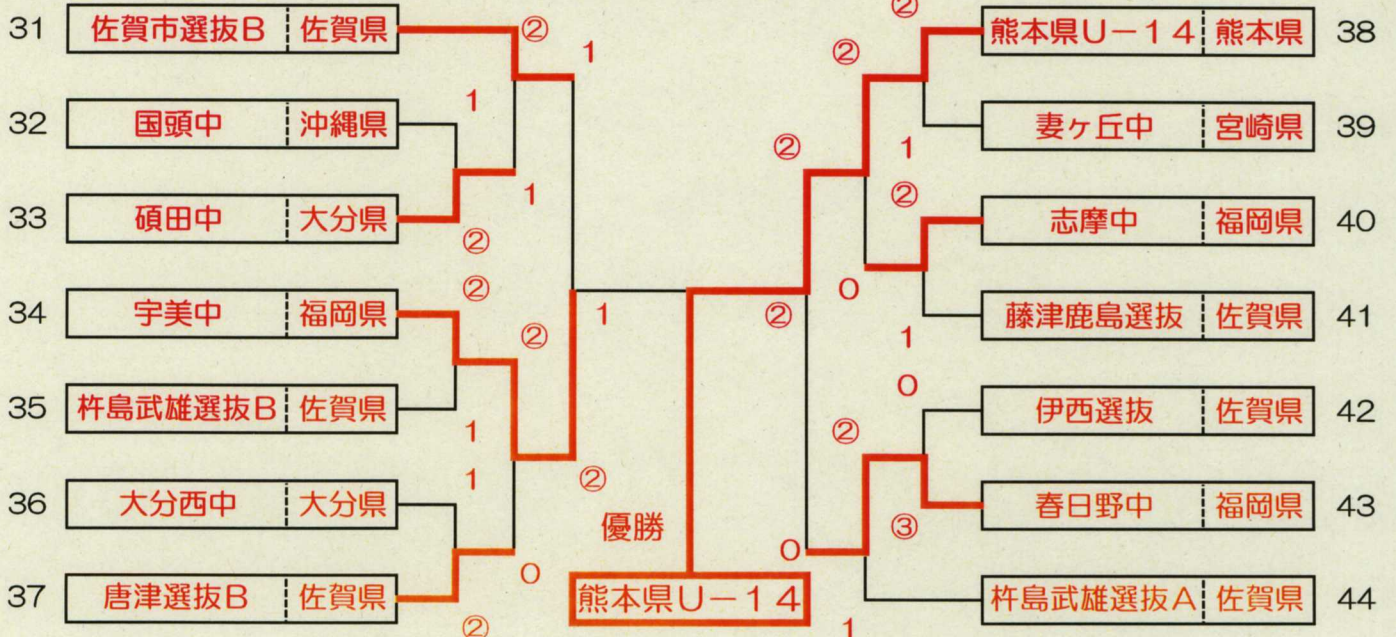 31 佐賀市選抜B 佐賀県
②
1
1
32 国頭中 沖縄県
1
33 碩田中 大分県
②
②
34 宇美中 福岡県
②
1
35 杵島武雄選抜B 佐賀県
1
1
②
36 大分西中 大分県
優勝
0
37 唐津選抜B 佐賀県
②
熊本県U-14
②
熊本県U-14 熊本県 38
②
②
妻ヶ丘中 宮崎県 39
1
②
志摩中 福岡県 40
0
②
藤津鹿島選抜 佐賀県 41
1
0
伊西選抜 佐賀県 42
②
春日野中 福岡県 43
③
0
杵島武雄選抜A 佐賀県 44
1